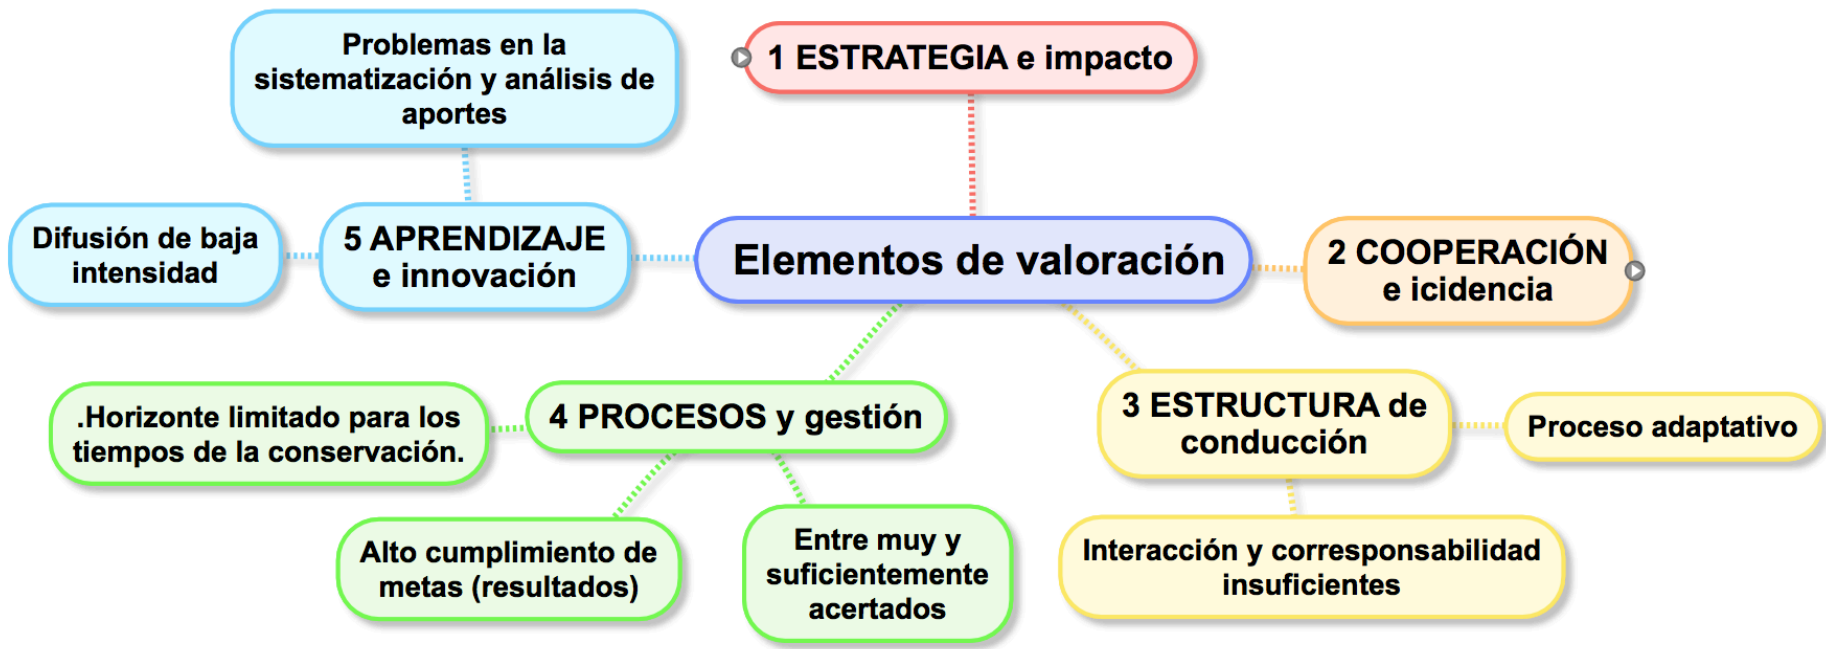 Problemas en la
sistematización y análisis de
aportes
1 ESTRATEGIA e impacto
Difusión de baja
intensidad
5 APRENDIZAJE
e innovación
Elementos de valoración
2 COOPERACIÓN
e icidencia
.Horizonte limitado para los
tiempos de la conservación.
4 PROCESOS y gestión
3 ESTRUCTURA de
conducción
Proceso adaptativo
Alto cumplimiento de
metas (resultados)
Entre muy y
suficientemente
acertados
Interacción y corresponsabilidad
insuficientes